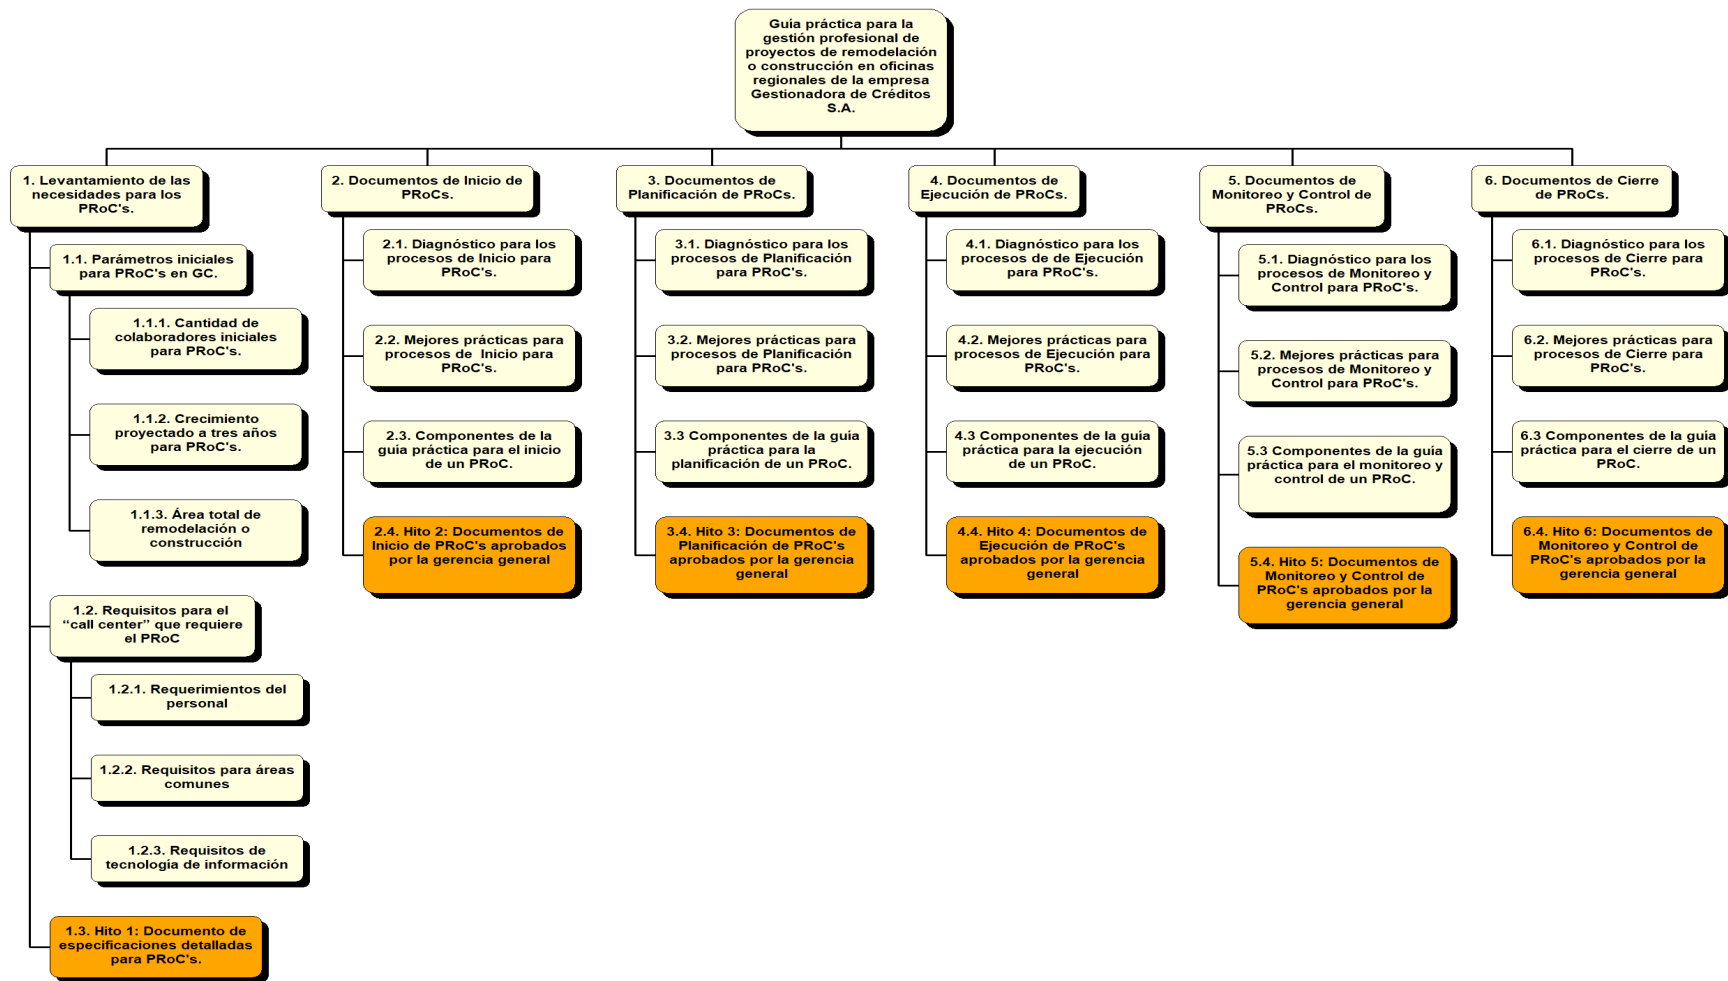 Guía práctica para la
gestión profesional de
proyectos de remodelación
o construcción en oficinas
regionales de la empresa
Gestionadora de Créditos
S.A.
1. Levantamiento de las
necesidades para los
PRoC's.
1.1. Parámetros iniciales
para PRoC's en GC.
1.1.1. Cantidad de
colaboradores iniciales
para PRoC's.
1.1.2. Crecimiento
proyectado a tres años
para PRoC's.
1.1.3. Área total de
remodelación o
construcción
1.2. Requisitos para el
“call center” que requiere
el PRoC
1.2.1. Requerimientos del
personal
1.2.2. Requisitos para áreas
comunes
1.2.3. Requisitos de
tecnología de información
1.3. Hito 1: Documento de
especificaciones detalladas
para PRoC's.
2. Documentos de Inicio de
PRoCs.
2.1. Diagnóstico para los
procesos de Inicio para
PRoC's.
2.2. Mejores prácticas para
procesos de  Inicio para
PRoC's.
2.3. Componentes de la
guía práctica para el inicio
de un PRoC.
2.4. Hito 2: Documentos de
Inicio de PRoC's aprobados
por la gerencia general
3. Documentos de
Planificación de PRoCs.
3.1. Diagnóstico para los
procesos de Planificación
para PRoC's.
3.2. Mejores prácticas para
procesos de Planificación
para PRoC's.
3.3 Componentes de la guía
práctica para la
planificación de un PRoC.
3.4. Hito 3: Documentos de
Planificación de PRoC's
aprobados por la gerencia
general
4. Documentos de
Ejecución de PRoCs.
4.1. Diagnóstico para los
procesos de de Ejecución
para PRoC's.
4.2. Mejores prácticas para
procesos de Ejecución para
PRoC's.
4.3 Componentes de la guía
práctica para la ejecución
de un PRoC.
4.4. Hito 4: Documentos de
Ejecución de PRoC's
aprobados por la gerencia
general
5. Documentos de
Monitoreo y Control de
PRoCs.
5.1. Diagnóstico para los
procesos de Monitoreo y
Control para PRoC's.
5.2. Mejores prácticas para
procesos de Monitoreo y
Control para PRoC's.
5.3 Componentes de la guía
práctica para el monitoreo y
control de un PRoC.
5.4. Hito 5: Documentos de
Monitoreo y Control de
PRoC's aprobados por la
gerencia general
6. Documentos de Cierre
de PRoCs.
6.1. Diagnóstico para los
procesos de Cierre para
PRoC's.
6.2. Mejores prácticas para
procesos de Cierre para
PRoC's.
6.3 Componentes de la guía
práctica para el cierre de un
PRoC.
6.4. Hito 6: Documentos de
Monitoreo y Control de
PRoC's aprobados por la
gerencia general